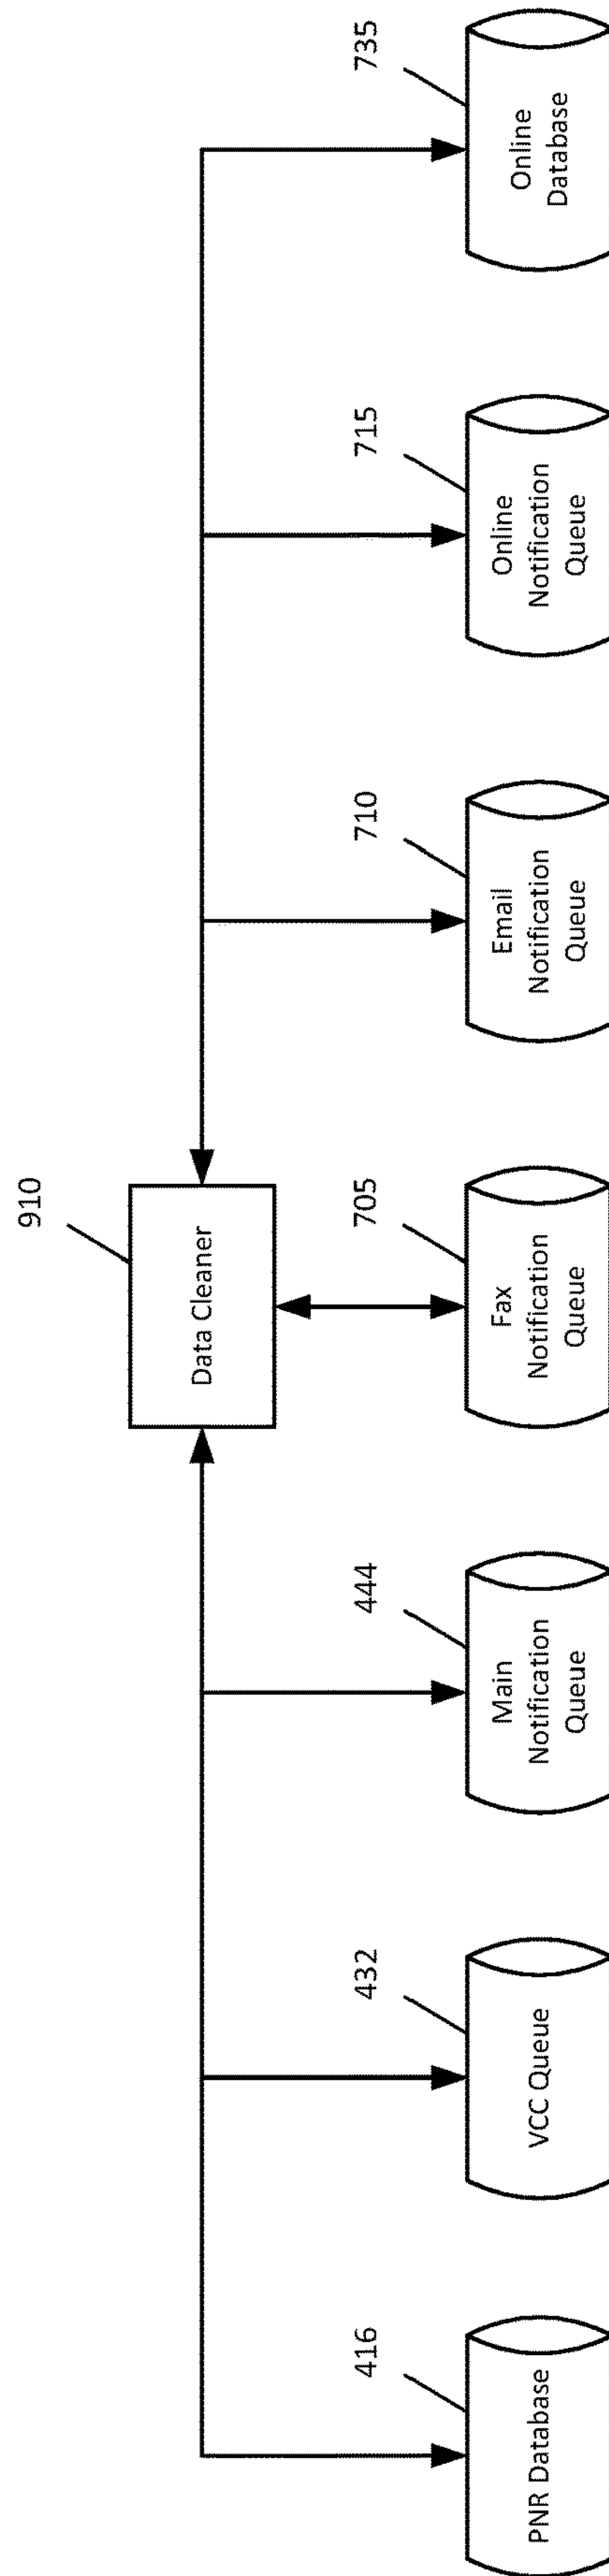 910
Data Cleaner
416
PNR Database
432
VCC Queue
444
Main
Notification
Queue
705
Fax
Notification
Queue
710
Email
Notification
Queue
715
Online
Notification
Queue
735
Online
Database